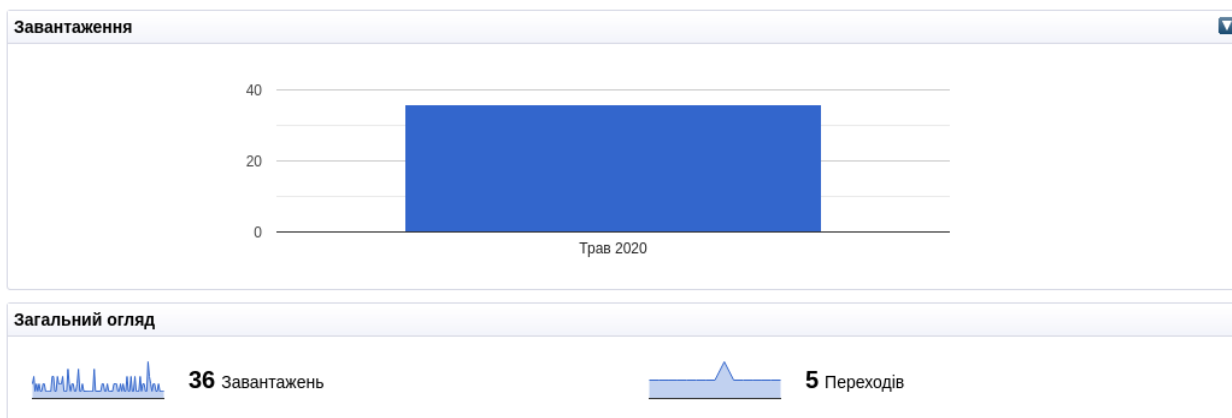 Завантаження
40
20
0
Трав 2020
Загальний огляд
36 Завантажень 5 Переходів